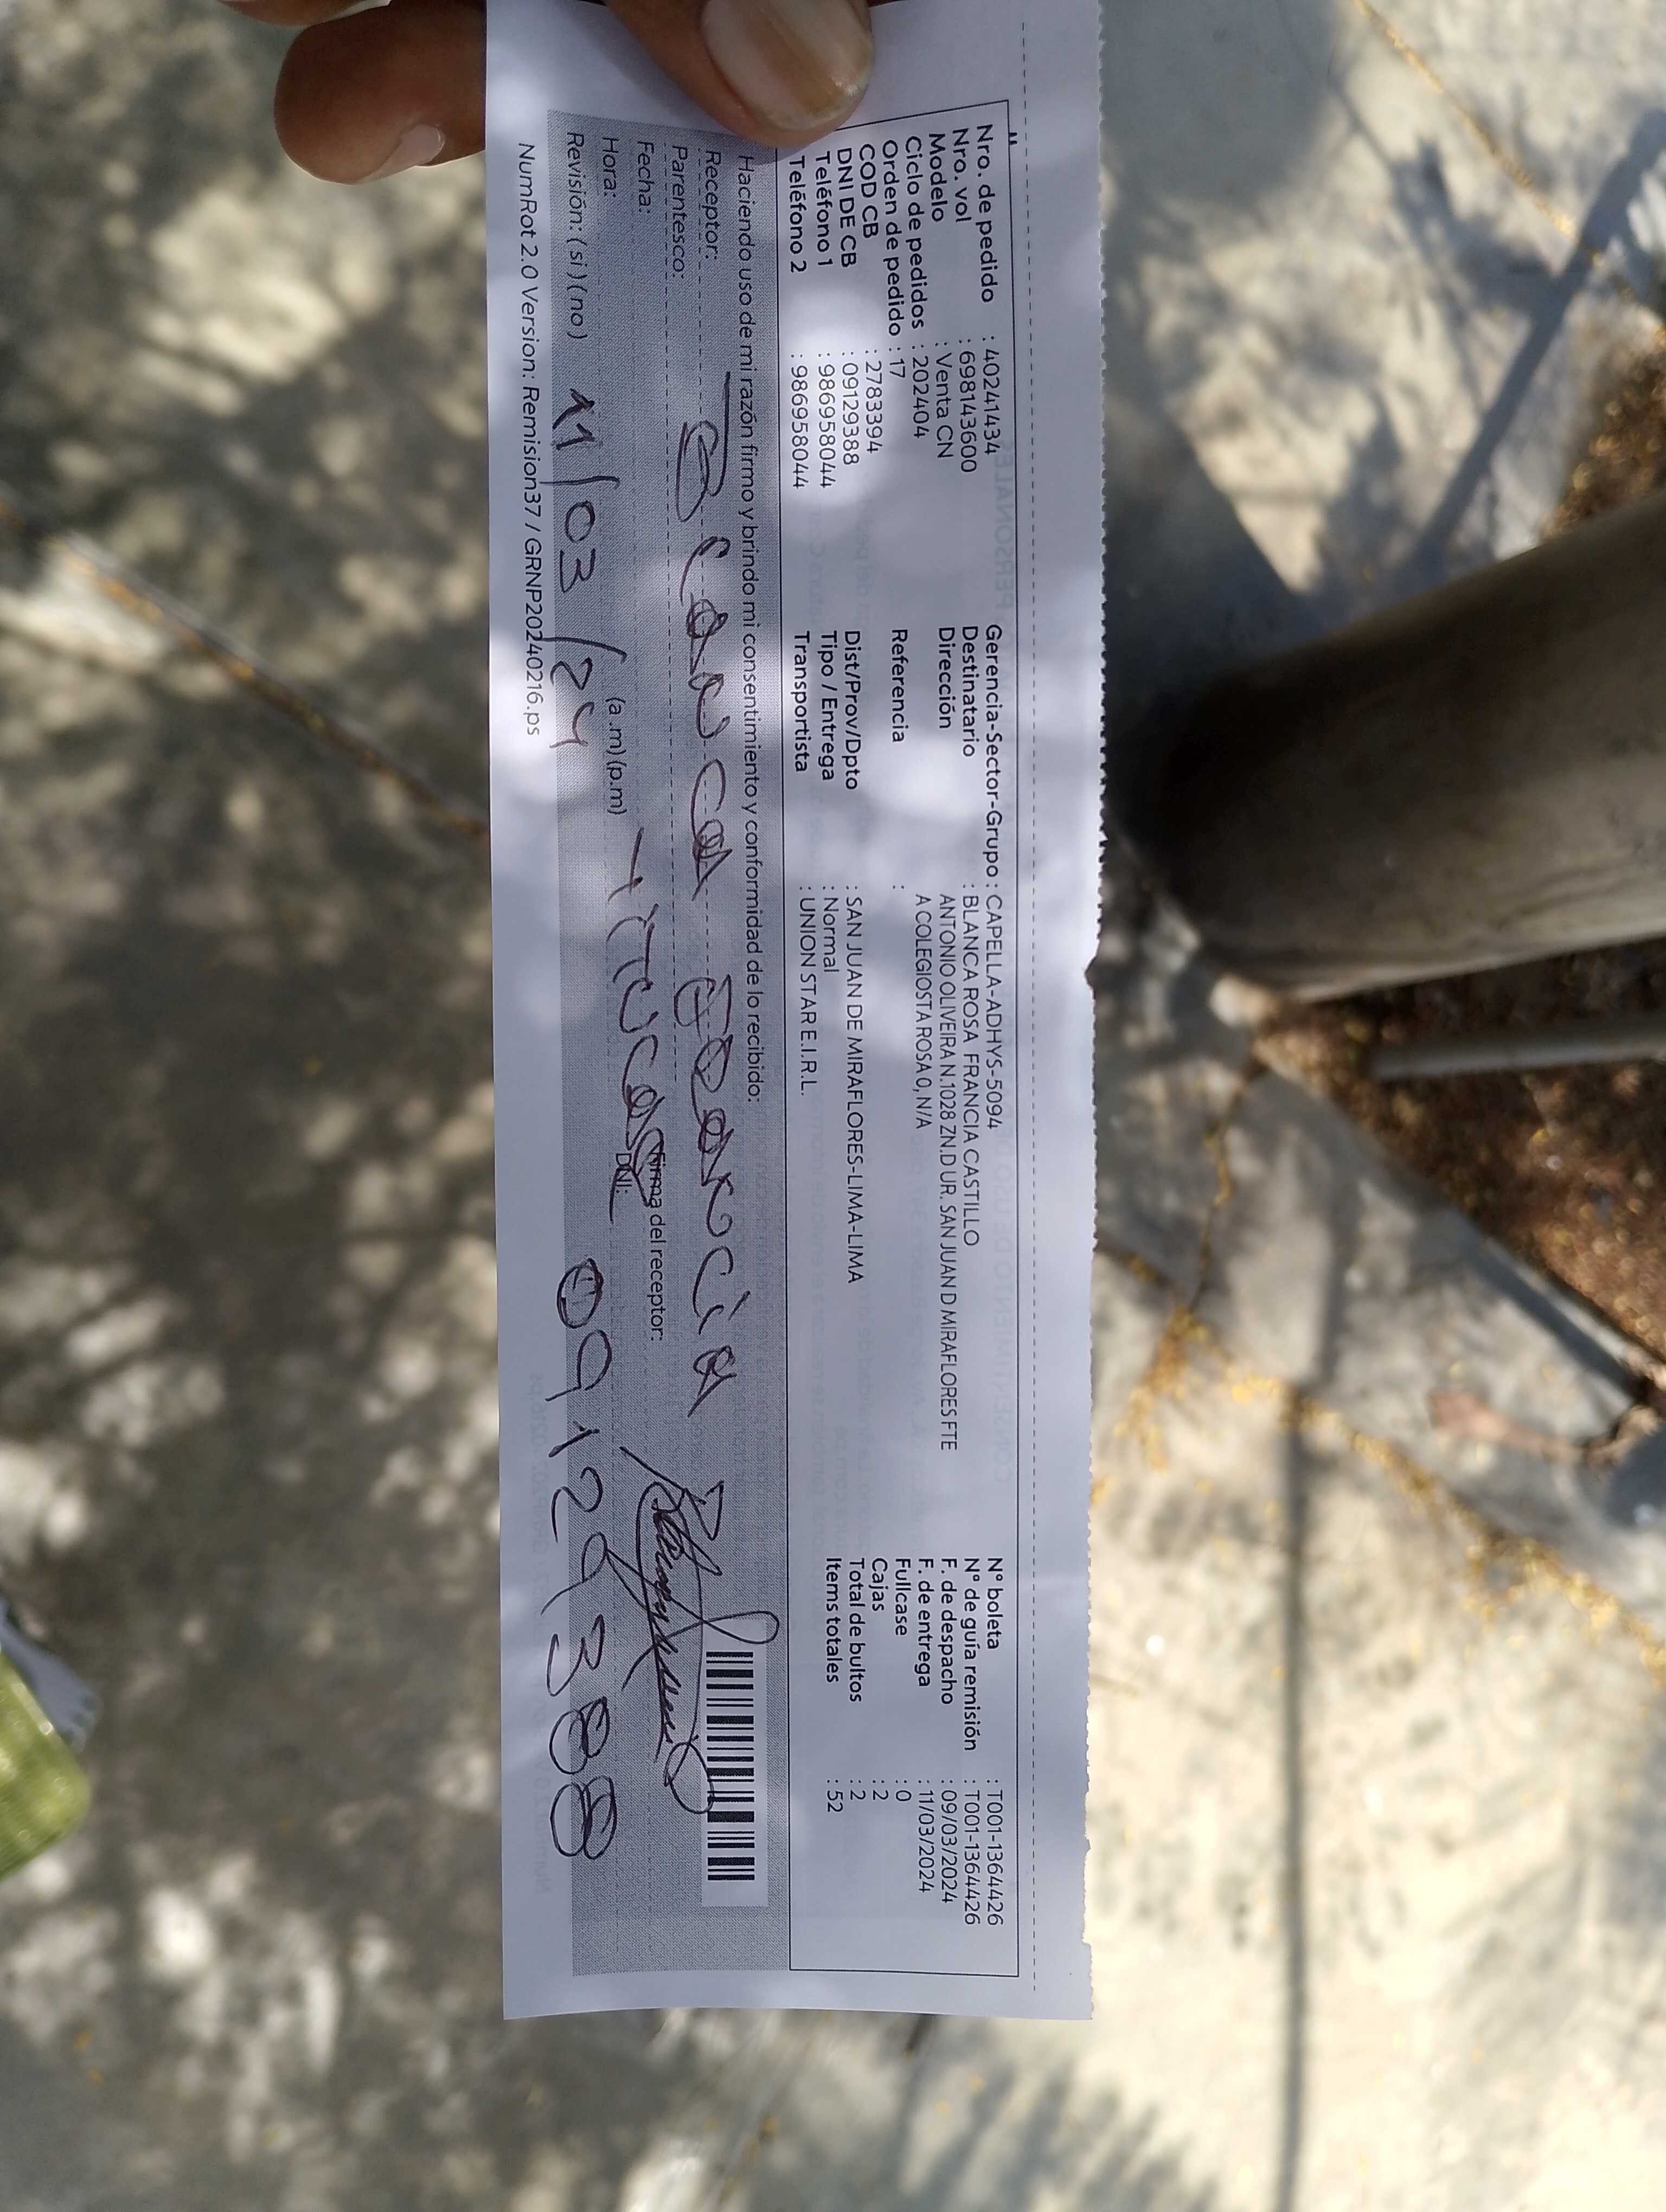 Nro. de pedido : 40241434
Nro. vol : 698143600
Modelo : Venta CN
Ciclo de pedidos : 202404
Orden de pedido : 17
COD CB : 2783394
DNI DE CB : 09129388
Teléfono 1 : 986958044
Teléfono 2 : 986958044
Gerencia-Sector-Grupo : CAPELLA-ADHYS-5094
Destinatario : BLANCA ROSA FRANCIA CASTILLO
Dirección ANTONIO OLIVEIRA N.1028 ZN.D UR. SAN JUAN D MIRAFLORES FTE
A COLEGIOSTA ROSA 0, N/A
Referencia :
Dist/Prov/Dpto : SAN JUAN DE MIRAFLORES-LIMA-LIMA
Tipo / Entrega : Normal
Transportista : UNION STAR E.I.R.L.
N° boleta : T001-1364426
N° de guía remisión : T001-1364426
F. de despacho : 09/03/2024
F. de entrega : 11/03/2024
Fullcase : 0
Cajas : 2
Total de bultos : 2
Items totales : 52
Haciendo uso de mi razón firmo y brindo mi consentimiento y conformidad de lo recibido:
Receptor: Blanca Francia
Parentesco:
Fecha:
Hora: (a.m) (p.m)
Firma del receptor:
DNI: 09129388
Revisión: (si) (no) 11/03/24
NumRot 2.0 Version: Remision37 / GRNP20240216.ps